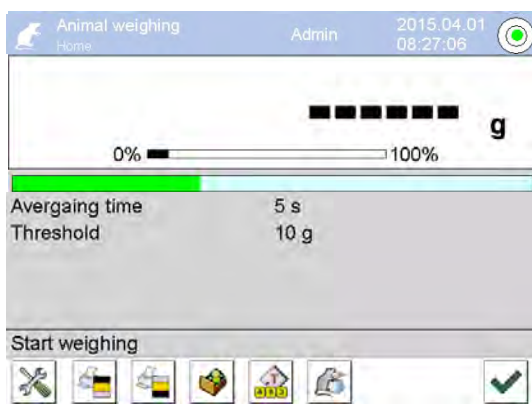 Animal weighing
Home
Admin
2015.04.01
08:27:06
g
0%
100%
Avergaing time 5 s
Threshold 10 g
Start weighing
T